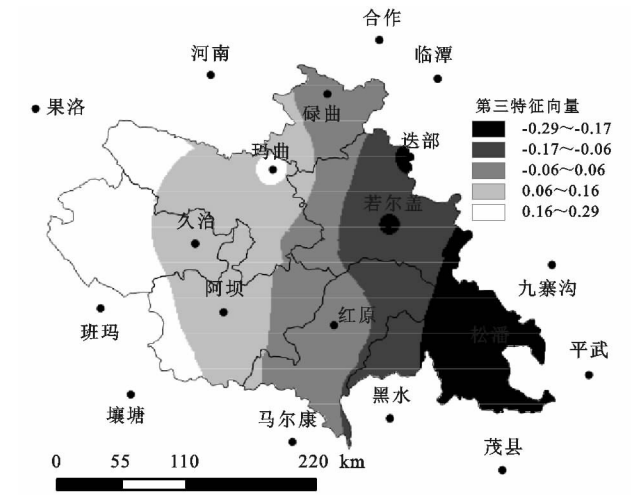 合作
河南
临潭
果洛
碌曲
第三特征向量
-0.29～-0.17
-0.17～-0.06
-0.06～0.06
0.06～0.16
0.16～0.29
迭部
玛曲
若尔盖
久治
九寨沟
阿坝
红原
松潘
班玛
平武
壤塘
黑水
马尔康
茂县
0 55 110 220 km